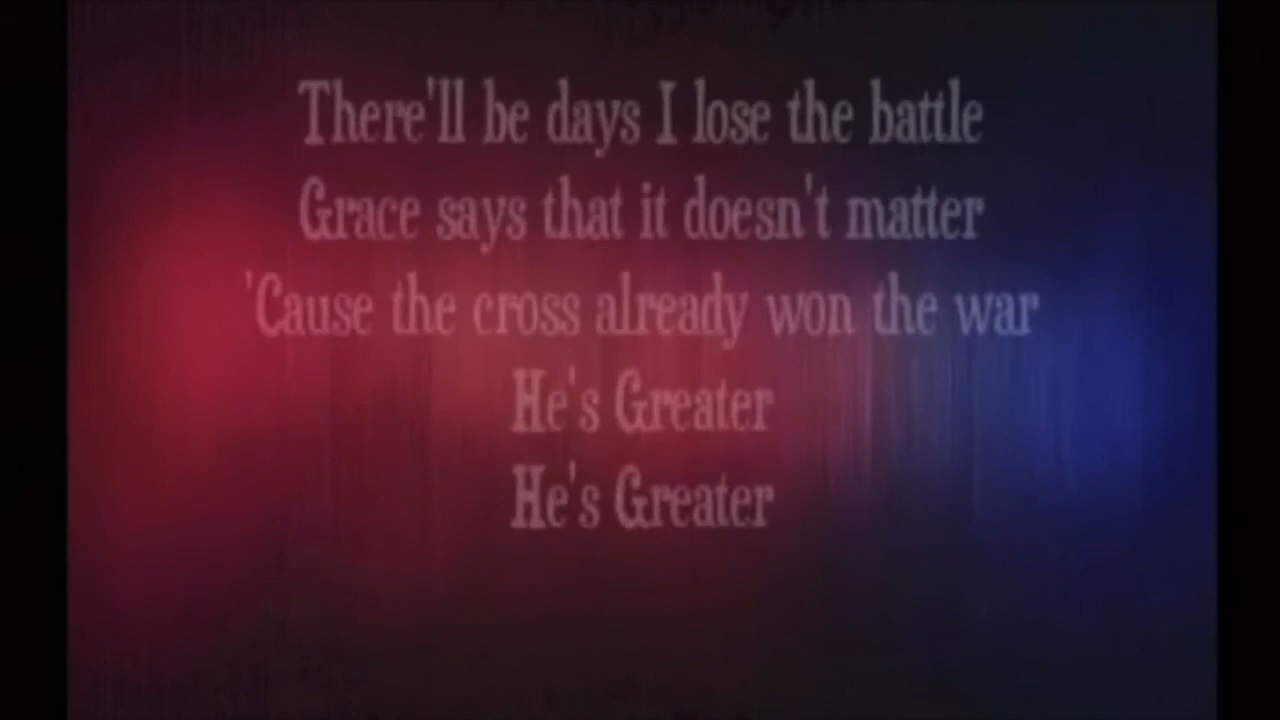 There'll be days I lose the battle
Grace says that it doesn't matter
'Cause the cross already won the war
He's Greater
He's Greater